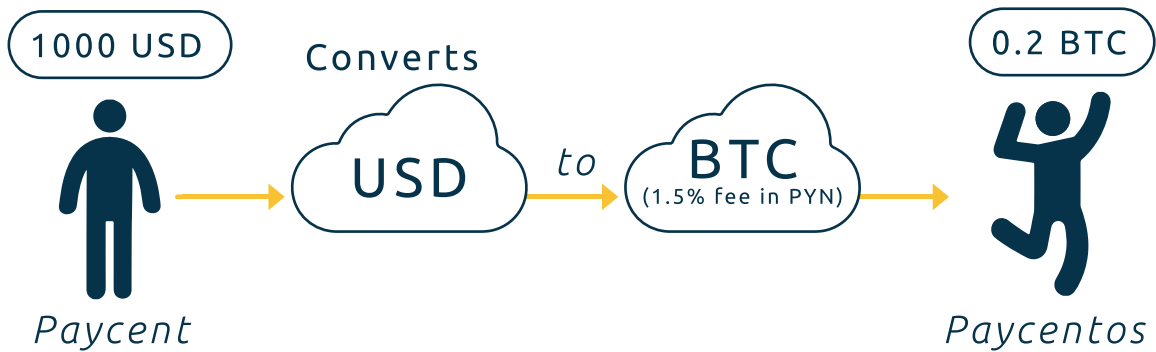 1000 USD
Converts
USD
to
BTC
(1.5% fee in PYN)
0.2 BTC
Paycent
Paycentos